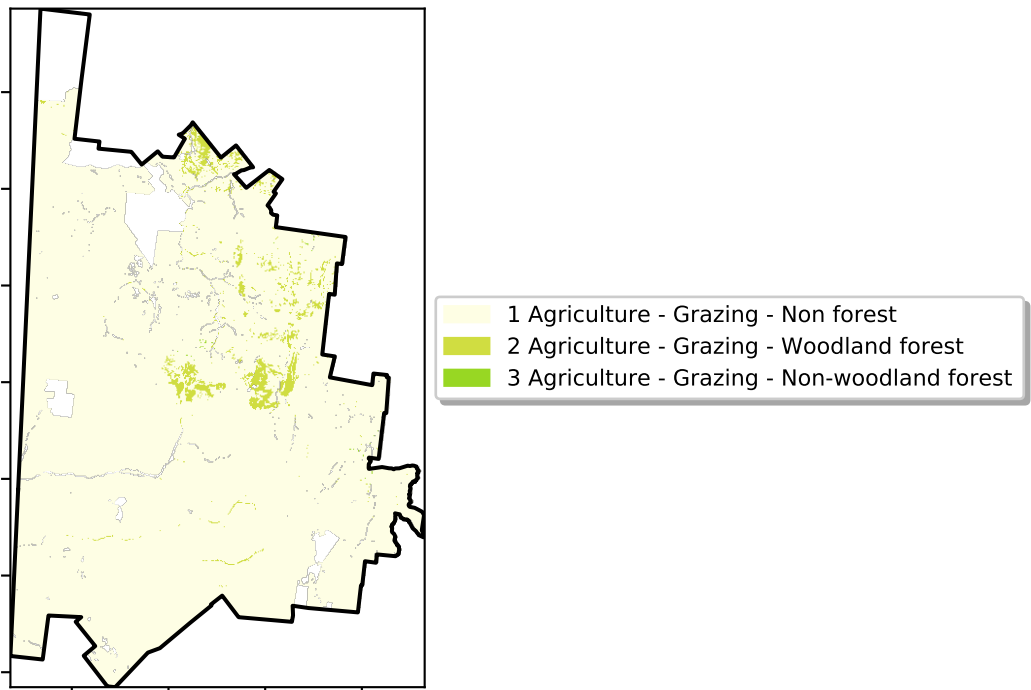 1 Agriculture - Grazing - Non forest
2 Agriculture - Grazing - Woodland forest
3 Agriculture - Grazing - Non-woodland forest